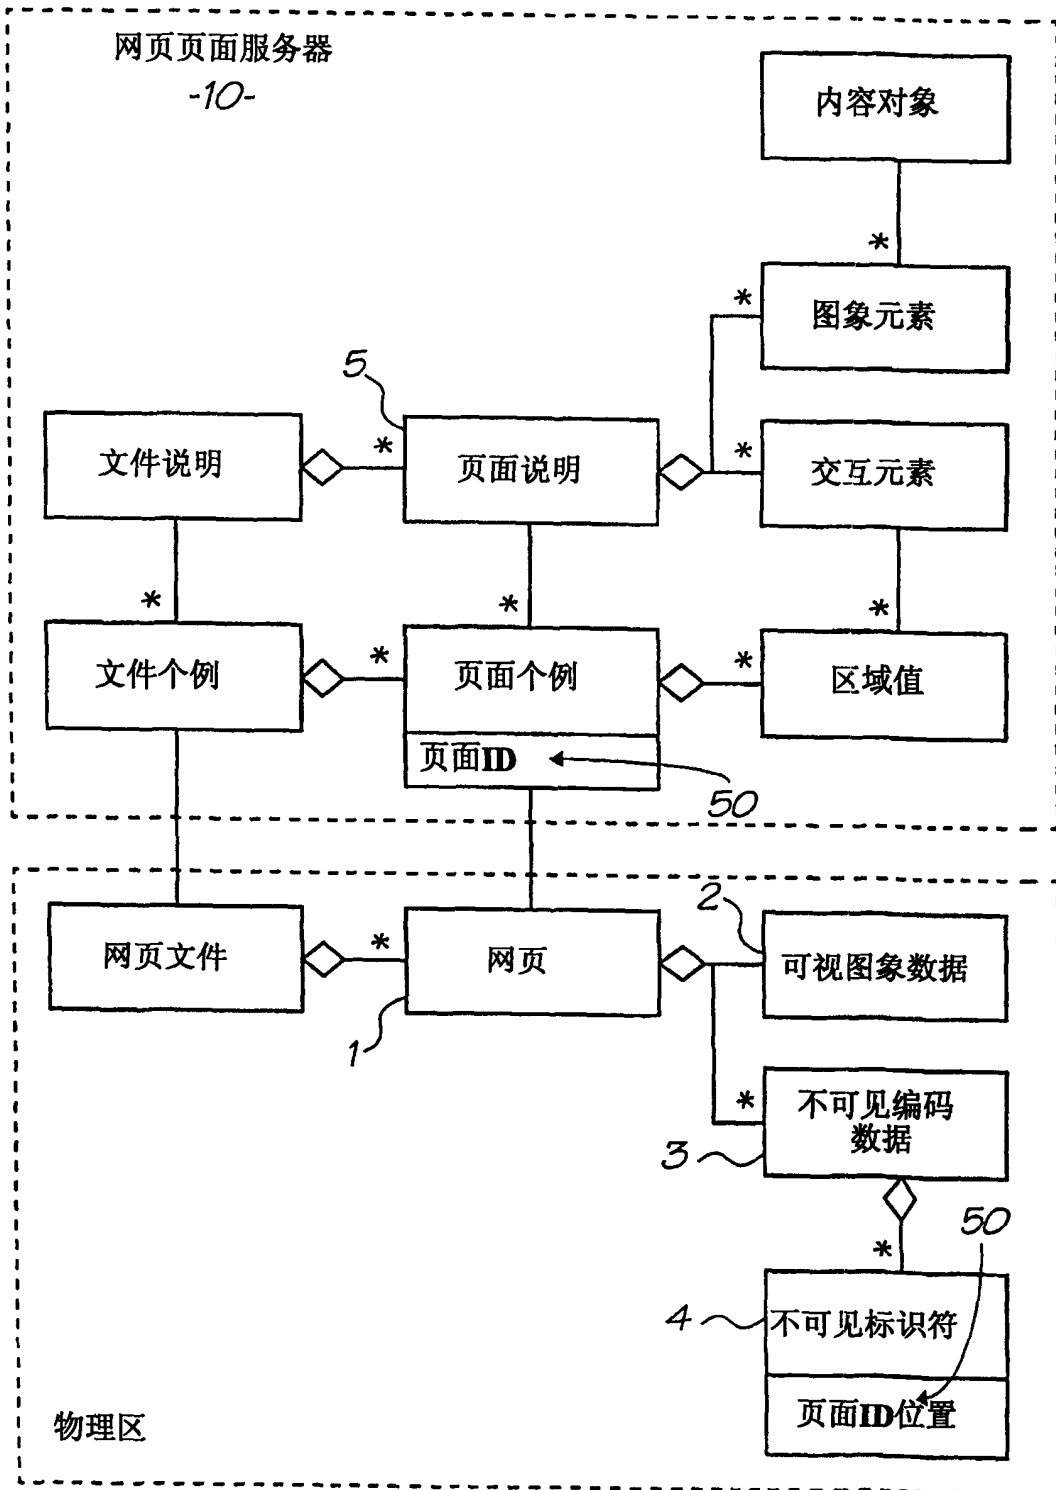 网页页面服务器
-10-
内容对象
*
*
图象元素
5
文件说明
*
页面说明
*
交互元素
*
*
*
文件个例
*
页面个例
*
区域值
页面ID
50
网页文件
*
网页
2
可视图象数据
1
*
不可见编码
数据
3
*
50
4
不可见标识符
页面ID位置
物理区